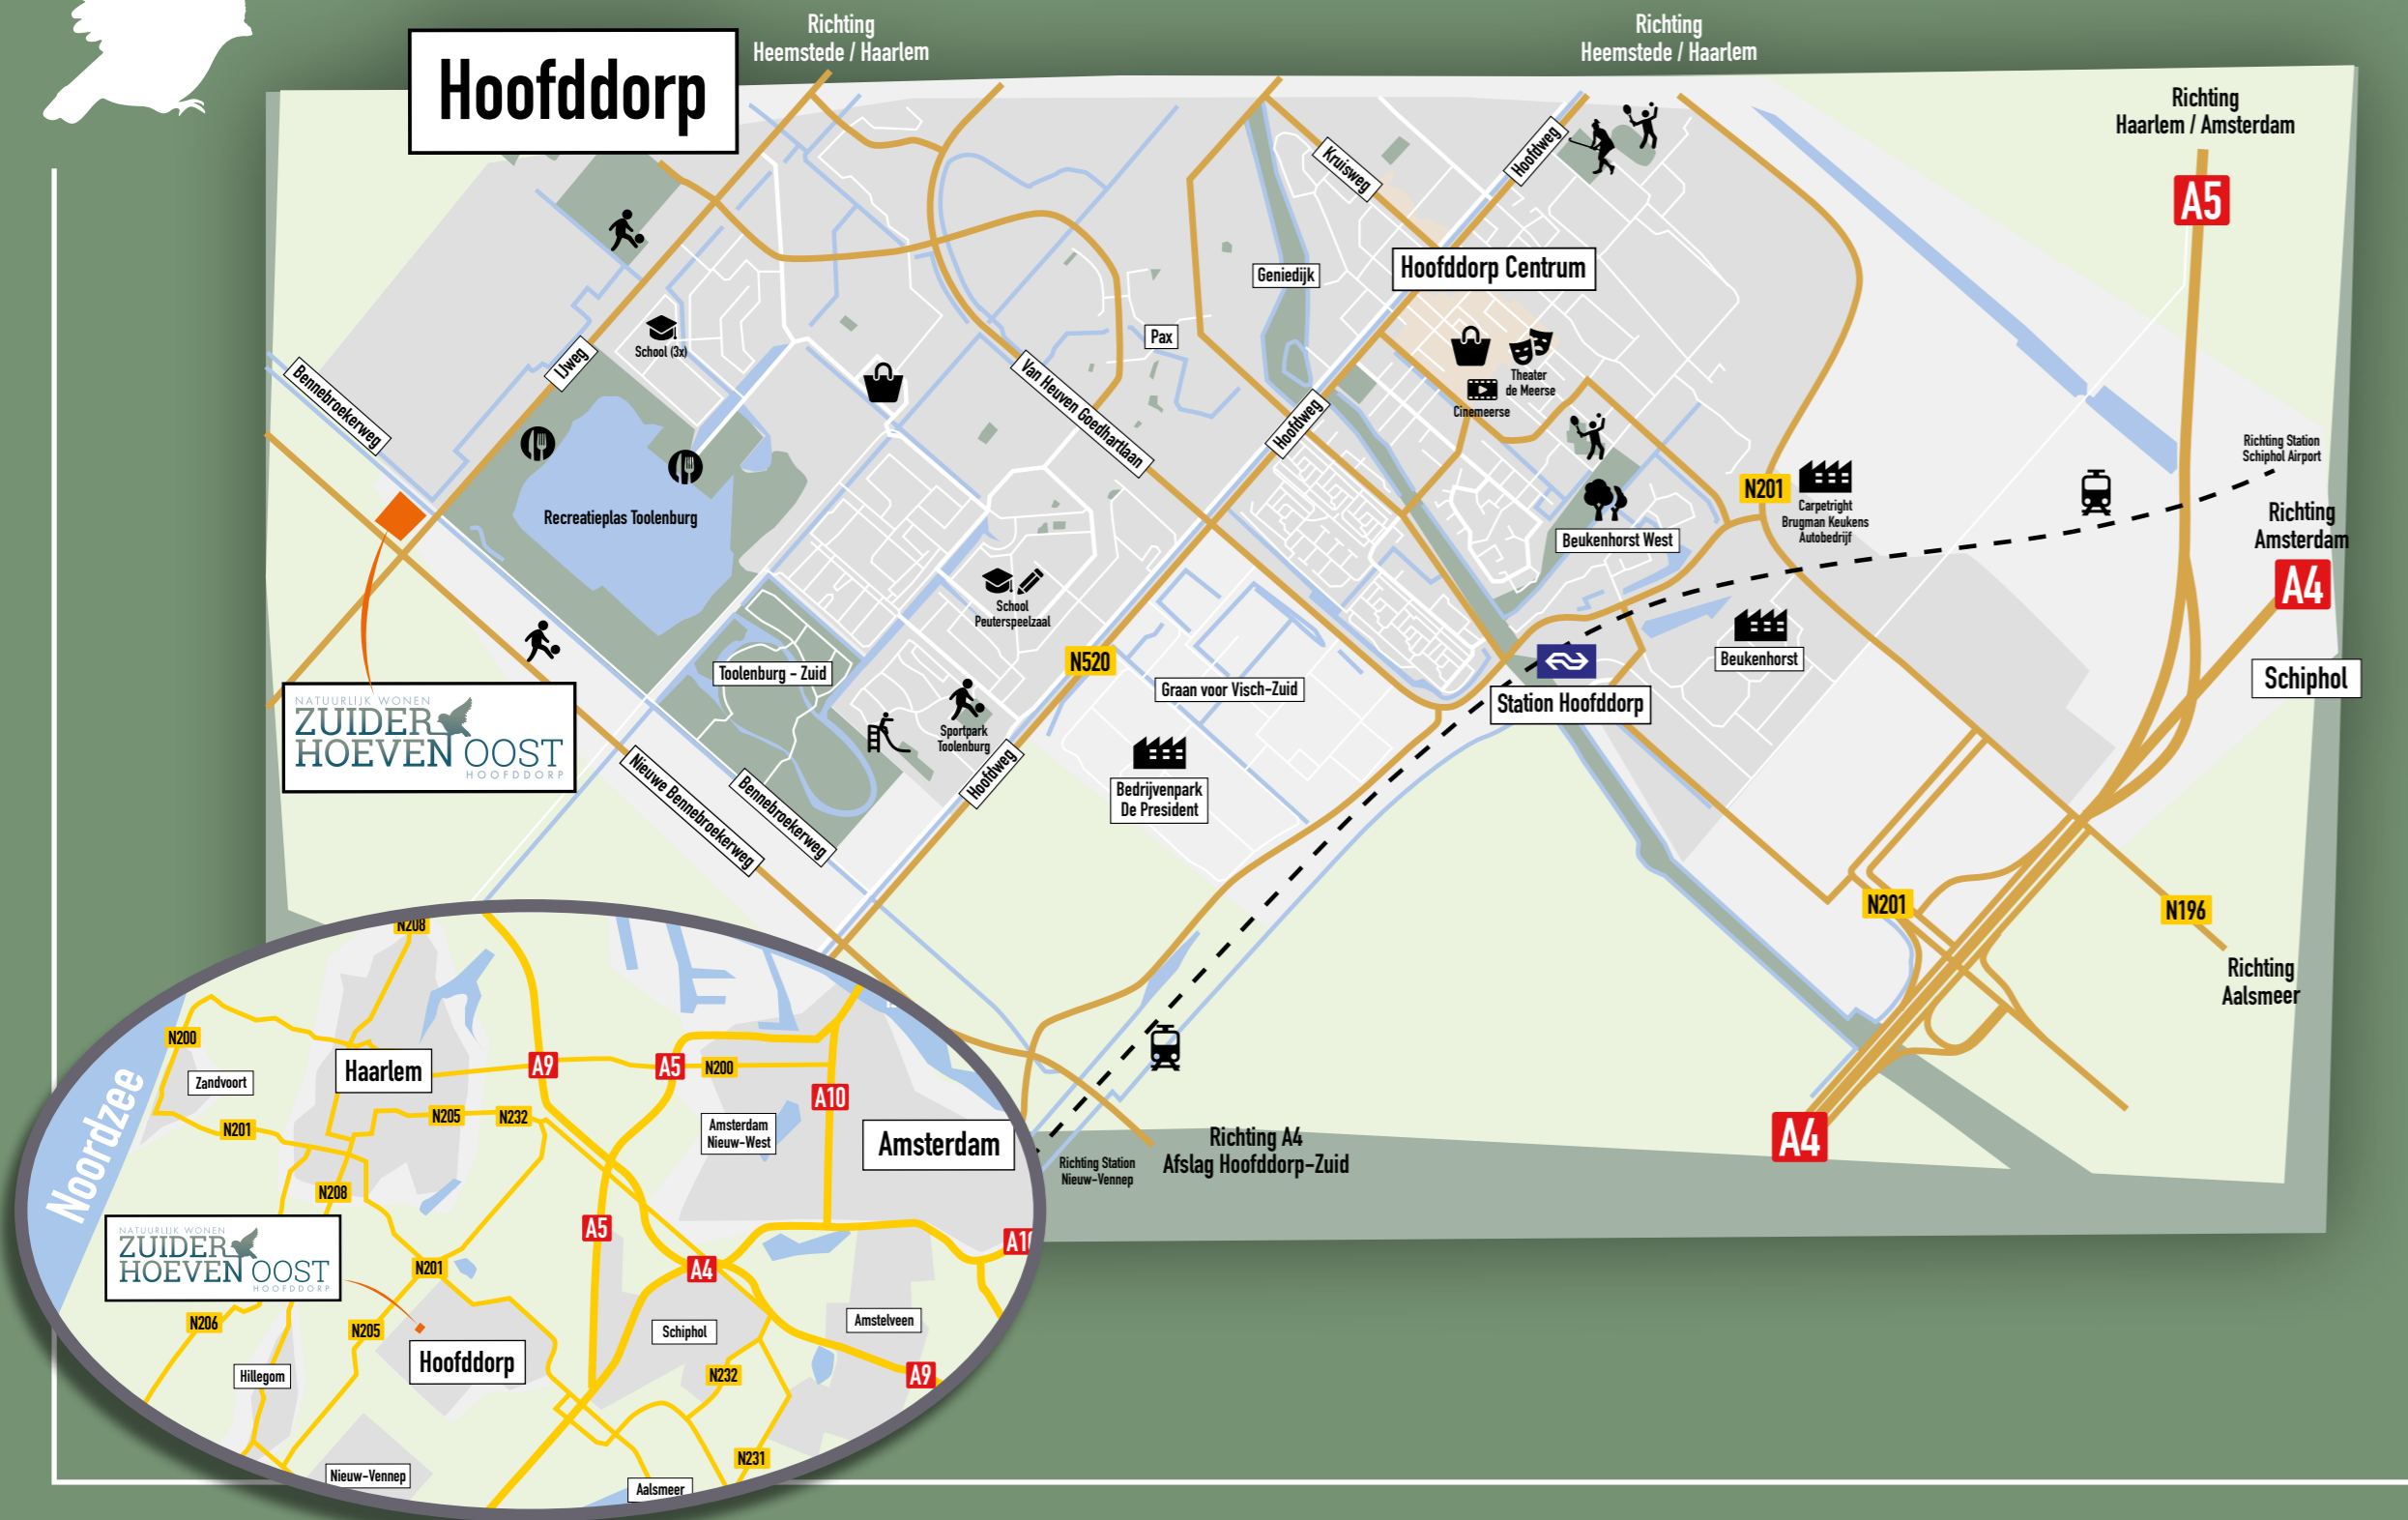 Hoofddorp
Richting
Heemstede / Haarlem
Richting
Heemstede / Haarlem
Richting
Haarlem / Amsterdam
A5
Kruisweg
Hoofdweg
Hoofddorp Centrum
Geniedijk
Pax
School (3x)
IJweg
Bennebroekerweg
Van Heuven Goedhartlaan
Theater
de Meerse
Cinemeerse
Hoofdweg
Richting Station
Schiphol Airport
N201
Carpetright
Brugman Keukens
Autobedrijf
Richting
Amsterdam
A4
Recreatieplas Toolenburg
Beukenhorst West
School
Peuterspeelzaal
N520
Beukenhorst
Schiphol
Toolenburg - Zuid
Graan voor Visch-Zuid
Station Hoofddorp
NATUURLIJK WONEN
ZUIDER
HOEVEN OOST
HOOFDDORP
Sportpark
Toolenburg
Hoofdweg
Bedrijvenpark
De President
Nieuwe Bennebroekerweg
Bennebroekerweg
N201
N196
Richting
Aalsmeer
A4
Richting A4
Afslag Hoofddorp-Zuid
Richting Station
Nieuw-Vennep
N208
N200
Haarlem
A9
A5
N200
Zandvoort
A10
N205
N232
N201
Amsterdam
Nieuw-West
Amsterdam
Noordzee
N208
NATUURLIJK WONEN
ZUIDER
HOEVEN OOST
HOOFDDORP
A5
A10
N201
A4
N206
N205
Schiphol
Amstelveen
Hoofddorp
Hillegom
N232
A9
N231
Nieuw-Vennep
Aalsmeer